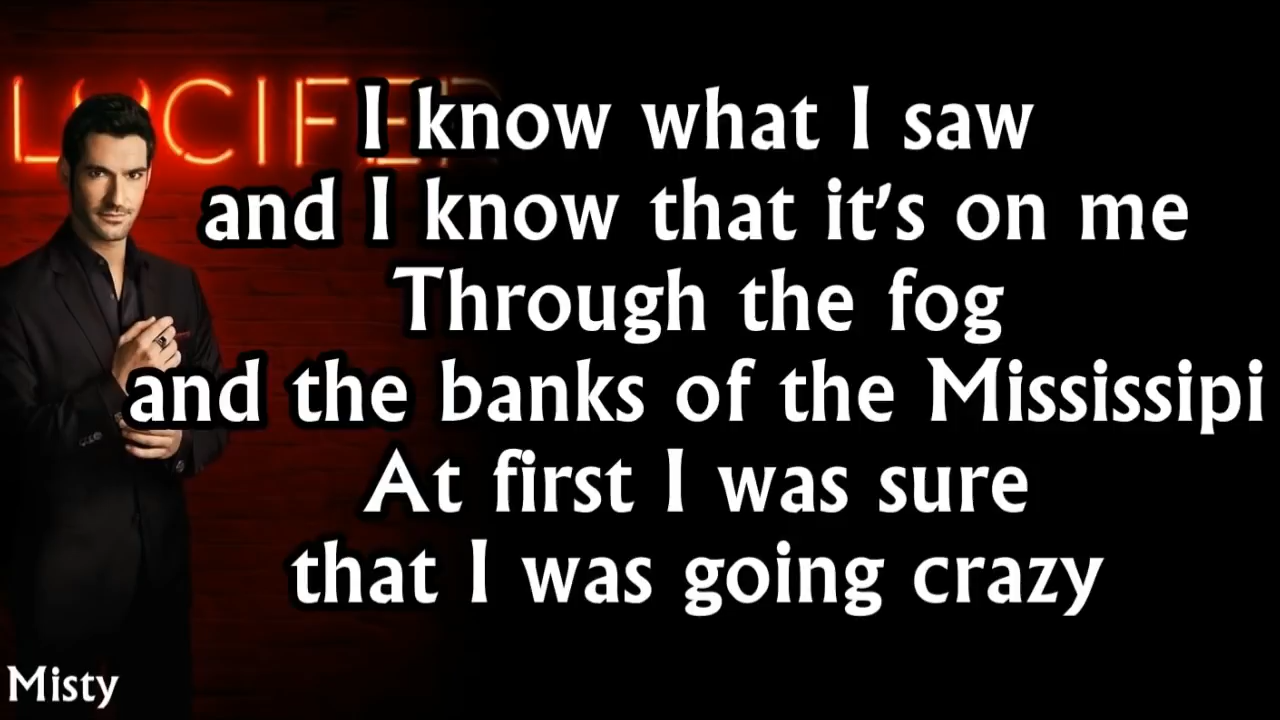 LUCIFER
I know what I saw
and I know that it's on me
Through the fog
and the banks of the Mississipi
At first I was sure
that I was going crazy
Misty